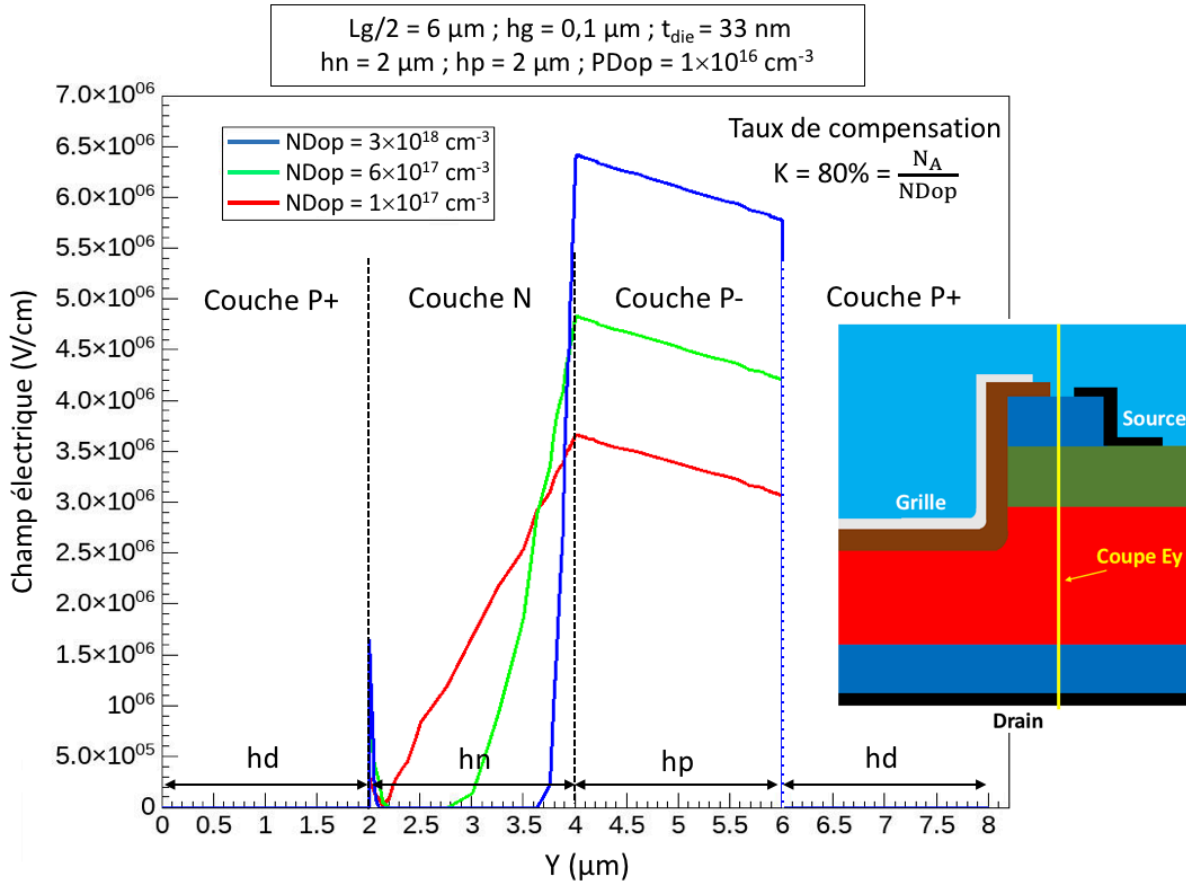 Lg/2 = 6 µm ; hg = 0,1 µm ; t_die = 33 nm
hn = 2 µm ; hp = 2 µm ; PDop = 1×10¹⁶ cm⁻³
7.0×10⁰⁶
6.5×10⁰⁶
6.0×10⁰⁶
5.5×10⁰⁶
5.0×10⁰⁶
4.5×10⁰⁶
4.0×10⁰⁶
3.5×10⁰⁶
3.0×10⁰⁶
2.5×10⁰⁶
2.0×10⁰⁶
1.5×10⁰⁶
1×10⁰⁶
5.0×10⁰⁵
0
Champ électrique (V/cm)
NDop = 3×10¹⁸ cm⁻³
NDop = 6×10¹⁷ cm⁻³
NDop = 1×10¹⁷ cm⁻³
Taux de compensation
K = 80% = N_A / NDop
Couche P+ Couche N Couche P- Couche P+
Source
Grille
Coupe Ey
Drain
hd hn hp hd
0 0.5 1 1.5 2 2.5 3 3.5 4 4.5 5 5.5 6 6.5 7 7.5 8
Y (µm)